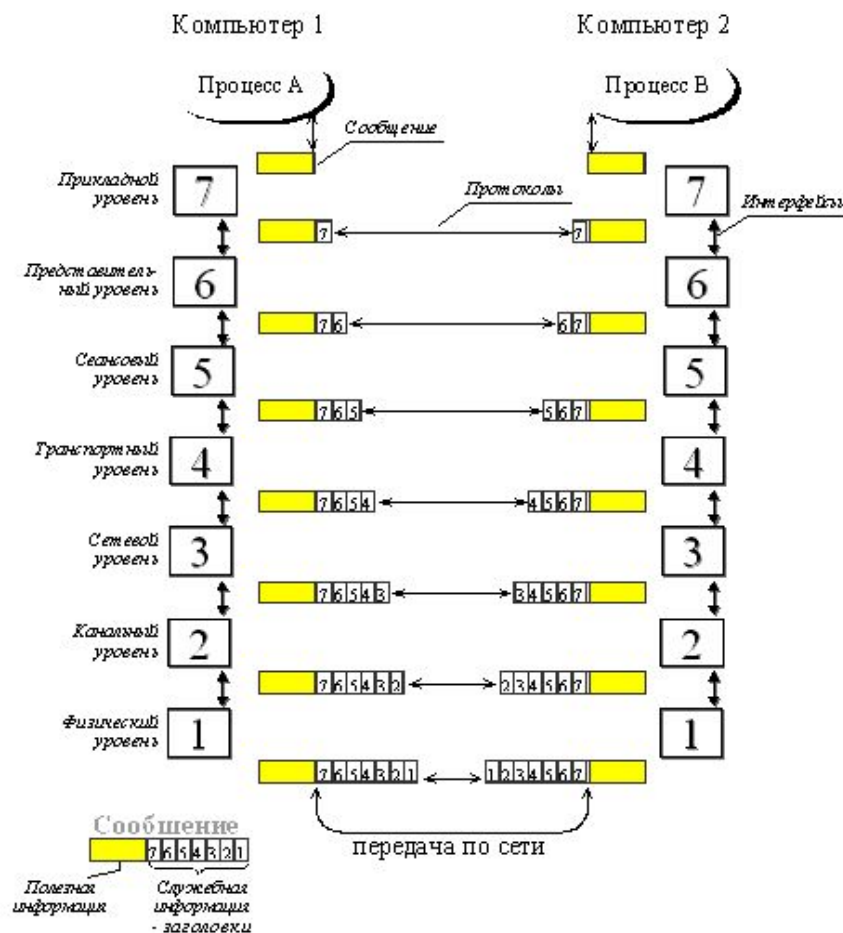 Компьютер 1
Компьютер 2
Процесс А
Процесс В
Сообщение
Прикладной
уровень
7
7
Протоколы
Интерфейсы
7
7
Представитель-
ный уровень
6
6
7 6
6 7
Сеансовый
уровень
5
5
7 6 5
5 6 7
Транспортный
уровень
4
4
7 6 5 4
4 5 6 7
Сетевой
уровень
3
3
7 6 5 4 3
3 4 5 6 7
Канальный
уровень
2
2
7 6 5 4 3 2
2 3 4 5 6 7
Физический
уровень
1
1
7 6 5 4 3 2 1
1 2 3 4 5 6 7
передача по сети
Сообшение
7 6 5 4 3 2 1
Полезная
информация
Служебная
информация
- заголовки